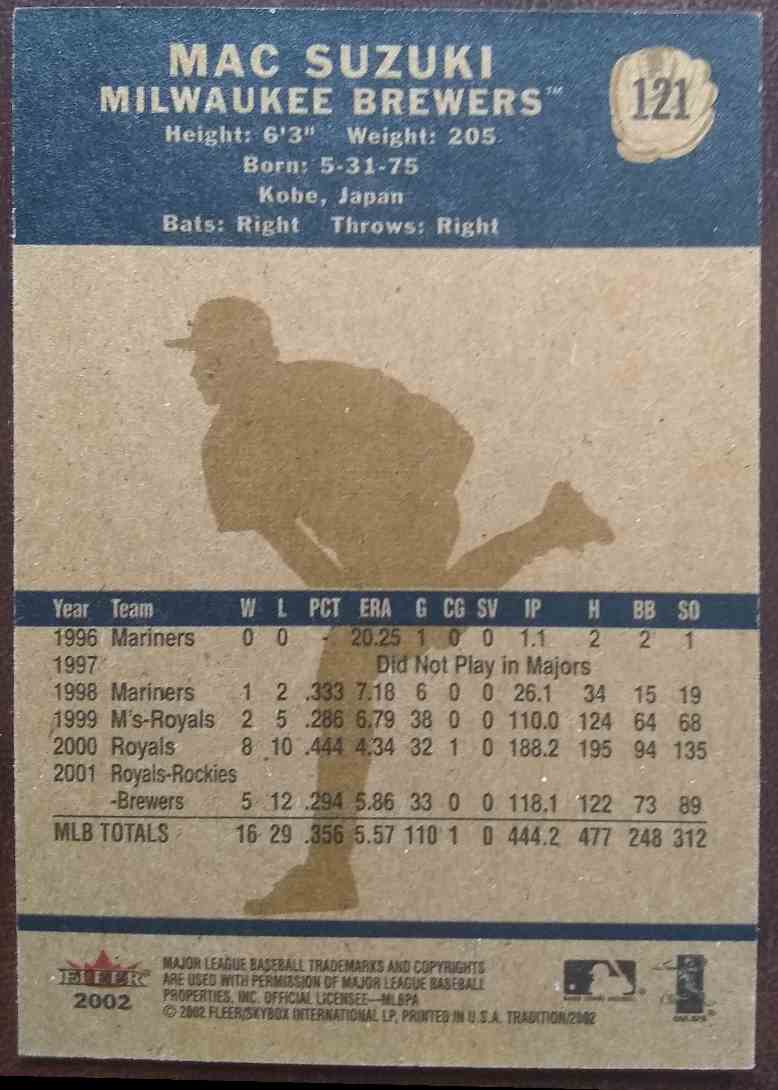 MAC SUZUKI
MILWAUKEE BREWERS™
121
Height: 6'3" Weight: 205
Born: 5-31-75
Kobe, Japan
Bats: Right Throws: Right
Year Team W L PCT ERA G CG SV IP H BB SO
1996 Mariners 0 0 - 20.25 1 0 0 1.1 2 2 1
1997 Did Not Play in Majors
1998 Mariners 1 2 .333 7.18 6 0 0 26.1 34 15 19
1999 M's-Royals 2 5 .286 6.79 38 0 0 110.0 124 64 68
2000 Royals 8 10 .444 4.34 32 1 0 188.2 195 94 135
2001 Royals-Rockies
-Brewers 5 12 .294 5.86 33 0 0 118.1 122 73 89
MLB TOTALS 16 29 .356 5.57 110 1 0 444.2 477 248 312
FLEER
2002
MAJOR LEAGUE BASEBALL TRADEMARKS AND COPYRIGHTS
ARE USED WITH PERMISSION OF MAJOR LEAGUE BASEBALL
PROPERTIES, INC. OFFICIAL LICENSEE—MLBPA
© 2002 FLEER/SKYBOX INTERNATIONAL LP, PRINTED IN U.S.A. TRADITION/2002